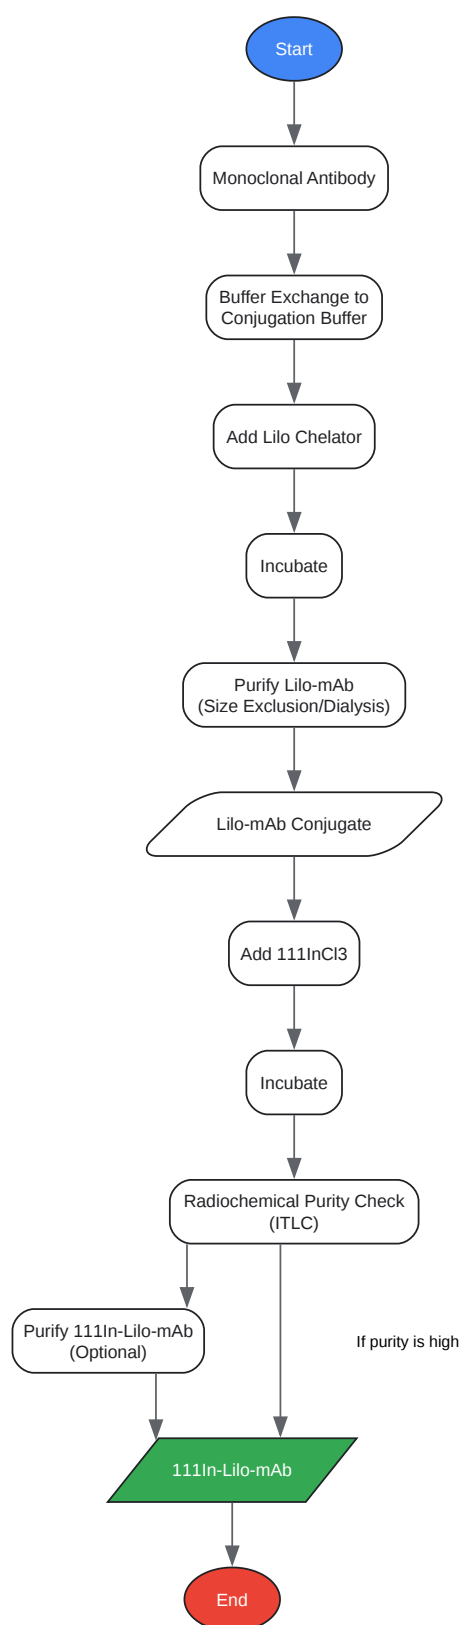 Start
Monoclonal Antibody
Buffer Exchange to
Conjugation Buffer
Add Lilo Chelator
Incubate
Purify Lilo-mAb
(Size Exclusion/Dialysis)
Lilo-mAb Conjugate
Add 111InCl3
Incubate
Radiochemical Purity Check
(ITLC)
Purify 111In-Lilo-mAb
(Optional)
If purity is high
111In-Lilo-mAb
End